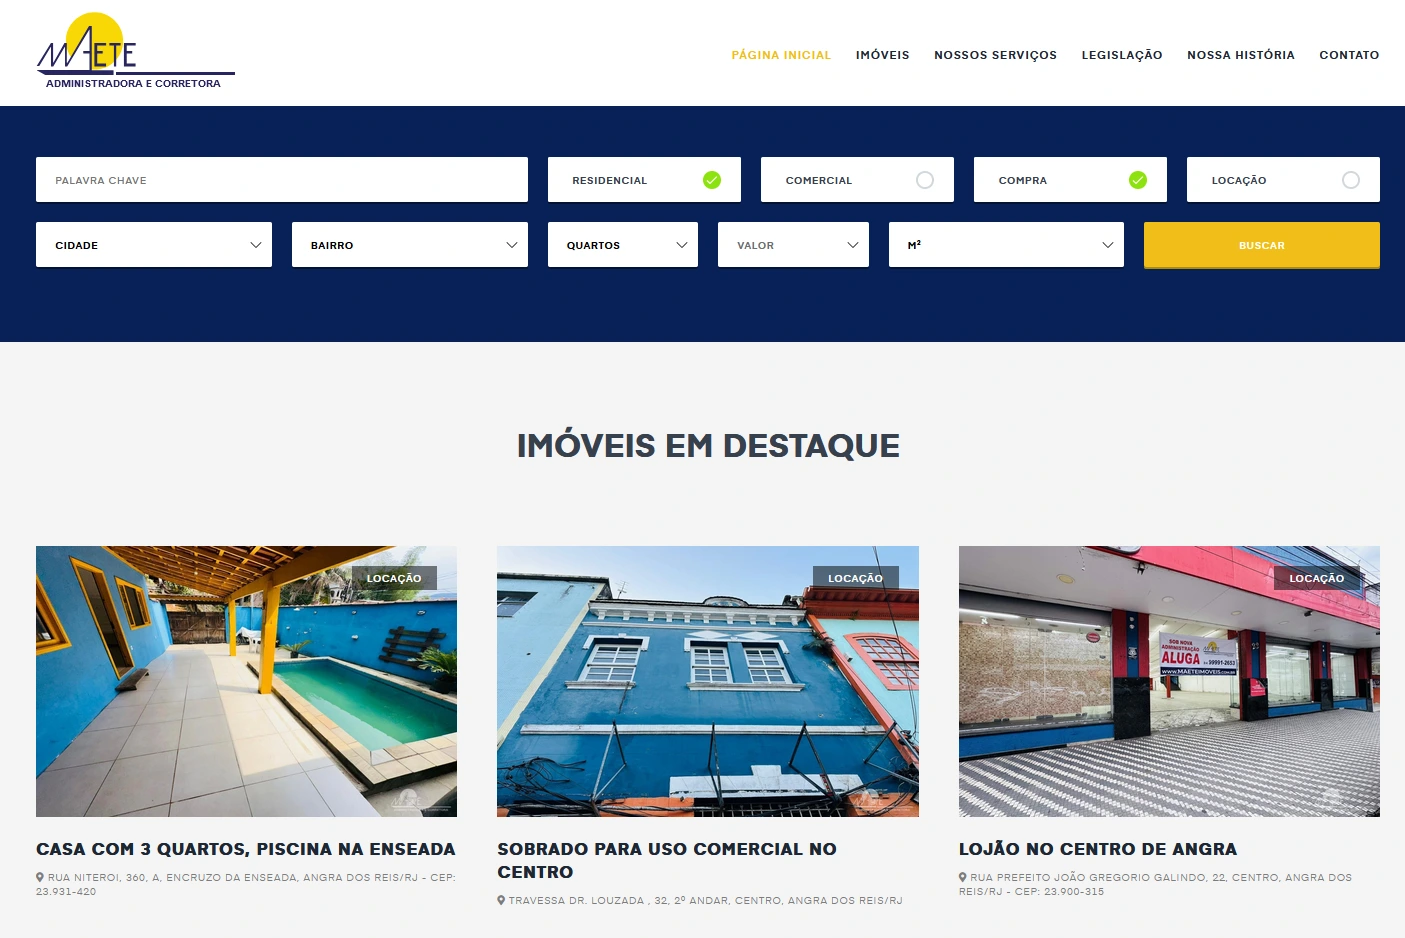 MAETE
ADMINISTRADORA E CORRETORA
PÁGINA INICIAL IMÓVEIS NOSSOS SERVIÇOS LEGISLAÇÃO NOSSA HISTÓRIA CONTATO
PALAVRA CHAVE RESIDENCIAL COMERCIAL COMPRA LOCAÇÃO
CIDADE BAIRRO QUARTOS VALOR M² BUSCAR
IMÓVEIS EM DESTAQUE
LOCAÇÃO
LOCAÇÃO
LOCAÇÃO
SOB NOVA
ADMINISTRAÇÃO
ALUGA 99991-2653
WWW.MAETEIMOVEIS.COM.BR
CASA COM 3 QUARTOS, PISCINA NA ENSEADA
RUA NITEROI, 360, A, ENCRUZO DA ENSEADA, ANGRA DOS REIS/RJ - CEP:
23.931-420
SOBRADO PARA USO COMERCIAL NO
CENTRO
TRAVESSA DR. LOUZADA , 32, 2º ANDAR, CENTRO, ANGRA DOS REIS/RJ
LOJÃO NO CENTRO DE ANGRA
RUA PREFEITO JOÃO GREGORIO GALINDO, 22, CENTRO, ANGRA DOS
REIS/RJ - CEP: 23.900-315